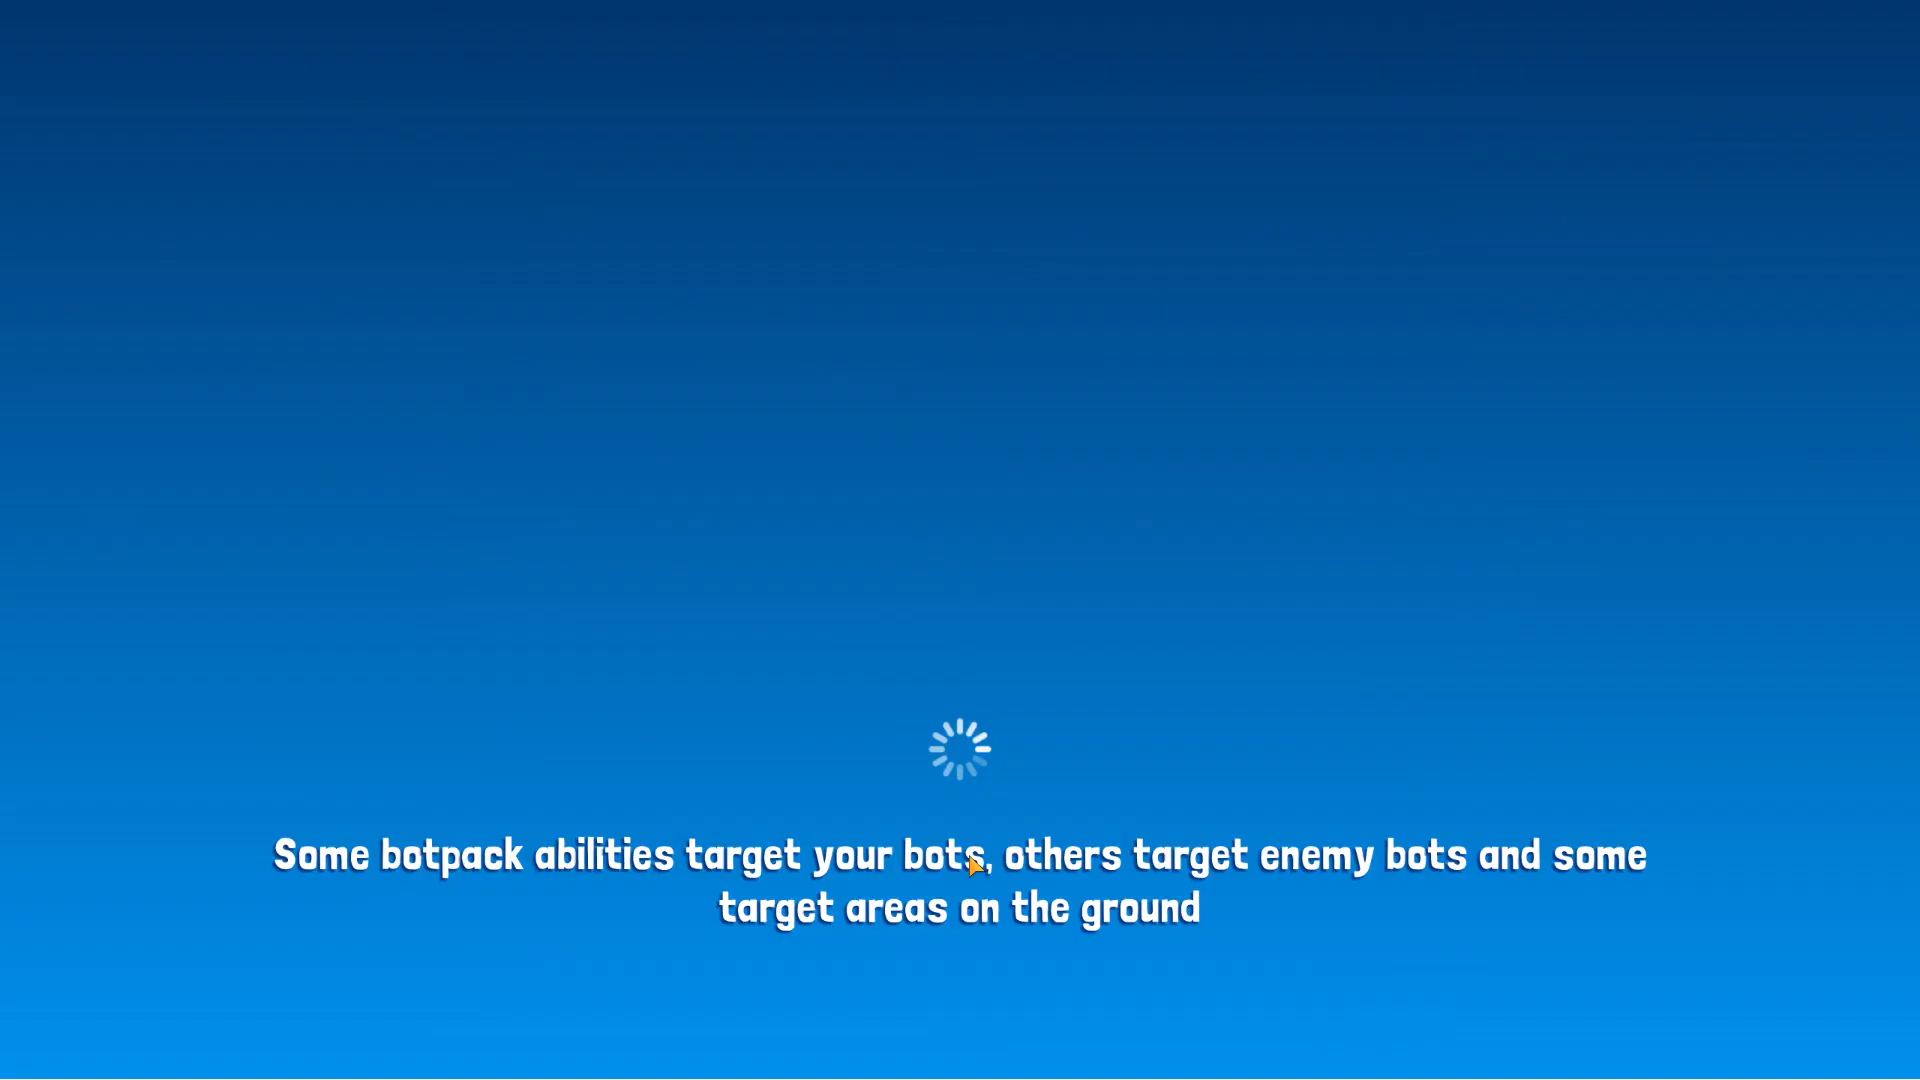 Some botpack abilities target your bots, others target enemy bots and some
target areas on the ground